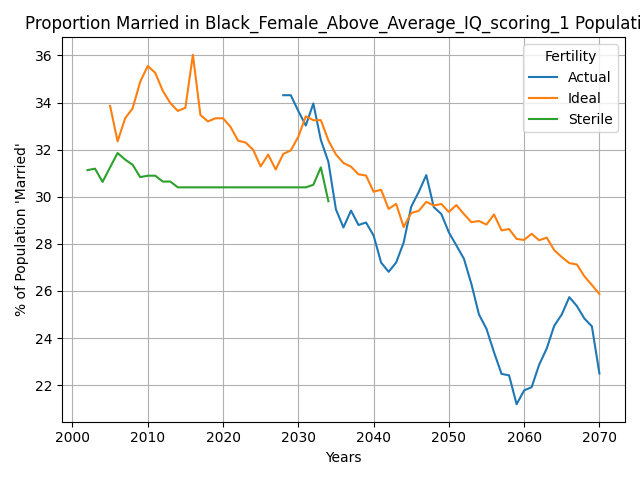 Proportion Married in Black_Female_Above_Average_IQ_scoring_1 Populati
Fertility
Actual
Ideal
Sterile
% of Population 'Married'
36
34
32
30
28
26
24
22
2000 2010 2020 2030 2040 2050 2060 2070
Years